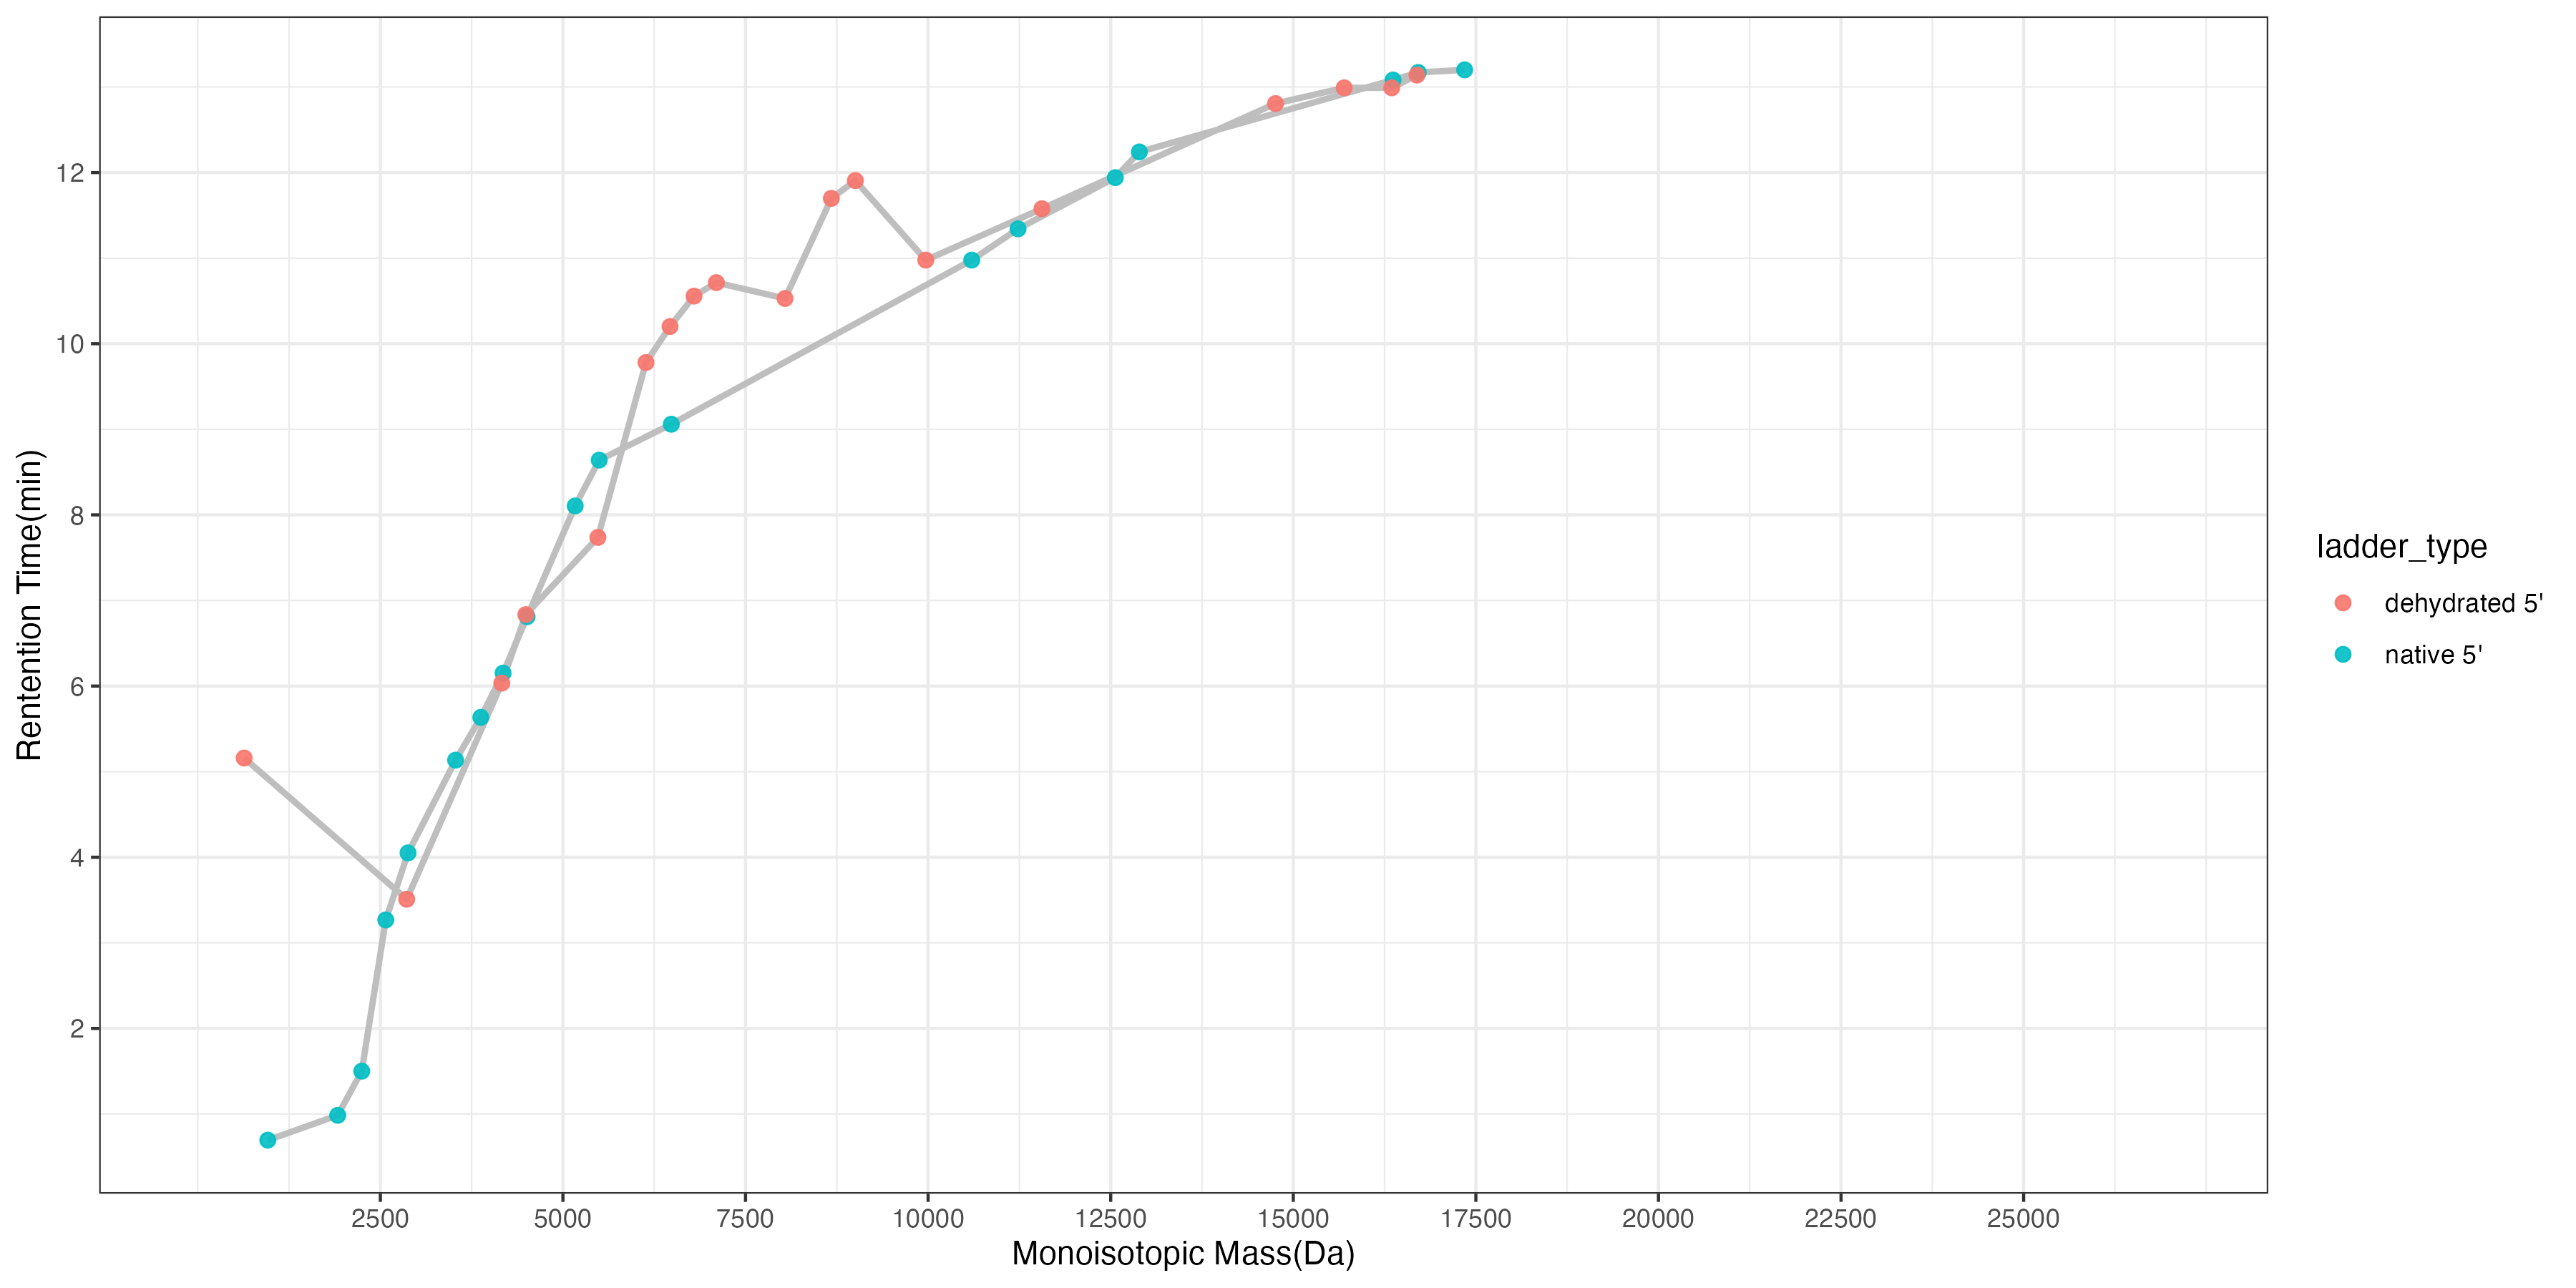 12
10
8
6
4
2
Rentention Time(min)
2500 5000 7500 10000 12500 15000 17500 20000 22500 25000
Monoisotopic Mass(Da)
ladder_type
dehydrated 5'
native 5'